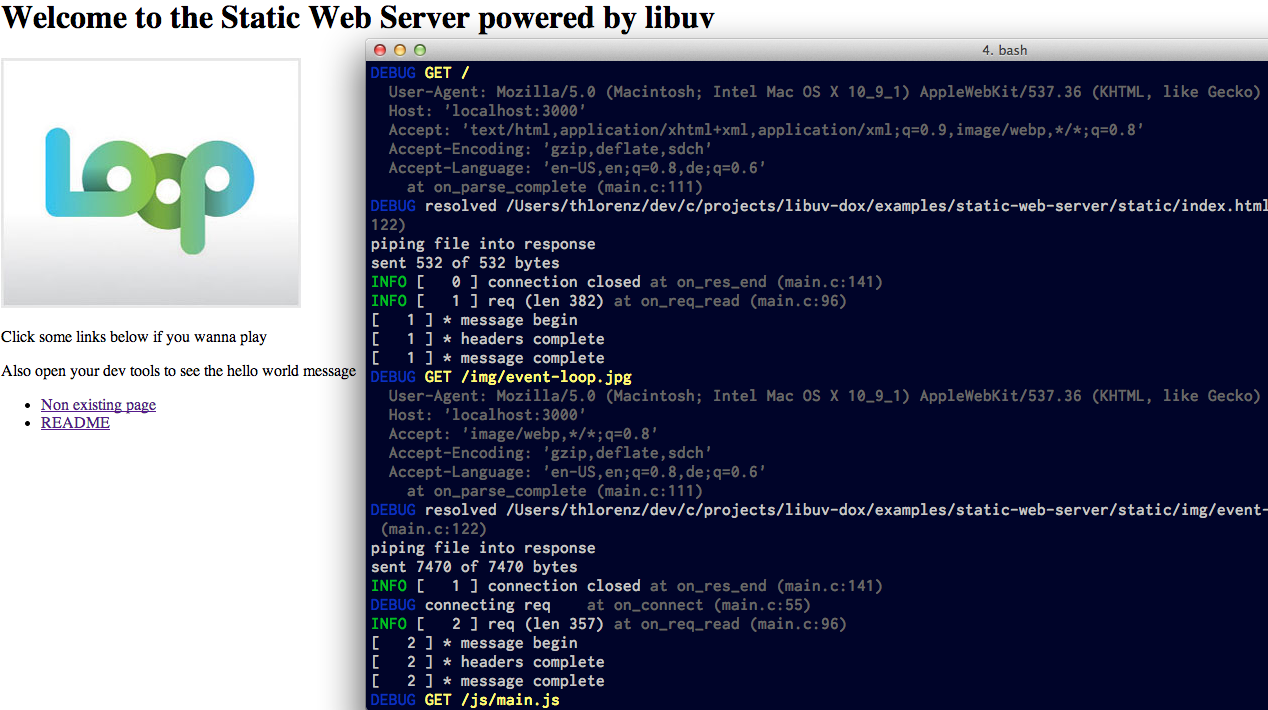 Welcome to the Static Web Server powered by libuv
Loop
Click some links below if you wanna play
Also open your dev tools to see the hello world message
• Non existing page
• README
4. bash
DEBUG GET /
User-Agent: Mozilla/5.0 (Macintosh; Intel Mac OS X 10_9_1) AppleWebKit/537.36 (KHTML, like Gecko)
Host: 'localhost:3000'
Accept: 'text/html,application/xhtml+xml,application/xml;q=0.9,image/webp,*/*;q=0.8'
Accept-Encoding: 'gzip,deflate,sdch'
Accept-Language: 'en-US,en;q=0.8,de;q=0.6'
at on_parse_complete (main.c:111)
DEBUG resolved /Users/thlorenz/dev/c/projects/libuv-dox/examples/static-web-server/static/index.html
122)
piping file into response
sent 532 of 532 bytes
INFO [   0 ] connection closed at on_res_end (main.c:141)
INFO [   1 ] req (len 382) at on_req_read (main.c:96)
[   1 ] * message begin
[   1 ] * headers complete
[   1 ] * message complete
DEBUG GET /img/event-loop.jpg
User-Agent: Mozilla/5.0 (Macintosh; Intel Mac OS X 10_9_1) AppleWebKit/537.36 (KHTML, like Gecko)
Host: 'localhost:3000'
Accept: 'image/webp,*/*;q=0.8'
Accept-Encoding: 'gzip,deflate,sdch'
Accept-Language: 'en-US,en;q=0.8,de;q=0.6'
at on_parse_complete (main.c:111)
DEBUG resolved /Users/thlorenz/dev/c/projects/libuv-dox/examples/static-web-server/static/img/event-
(main.c:122)
piping file into response
sent 7470 of 7470 bytes
INFO [   1 ] connection closed at on_res_end (main.c:141)
DEBUG connecting req    at on_connect (main.c:55)
INFO [   2 ] req (len 357) at on_req_read (main.c:96)
[   2 ] * message begin
[   2 ] * headers complete
[   2 ] * message complete
DEBUG GET /js/main.js